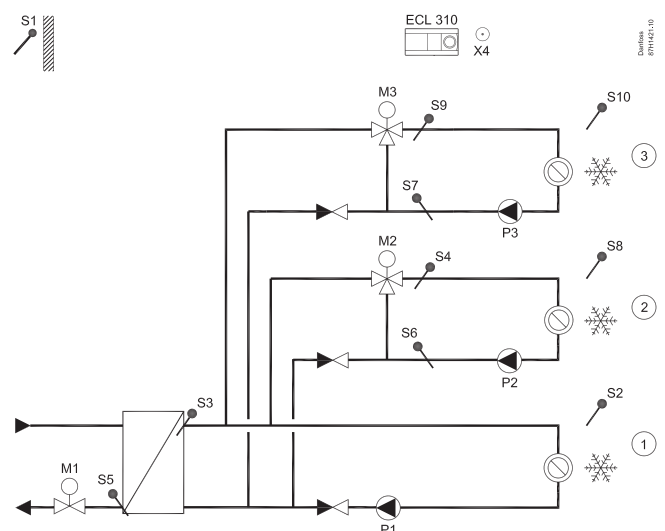 S1
ECL 310
X4
Danfoss
87H1421.10
M3
S9
S10
3
S7
P3
M2
S4
S8
2
S6
P2
S3
S2
1
M1
S5
P1